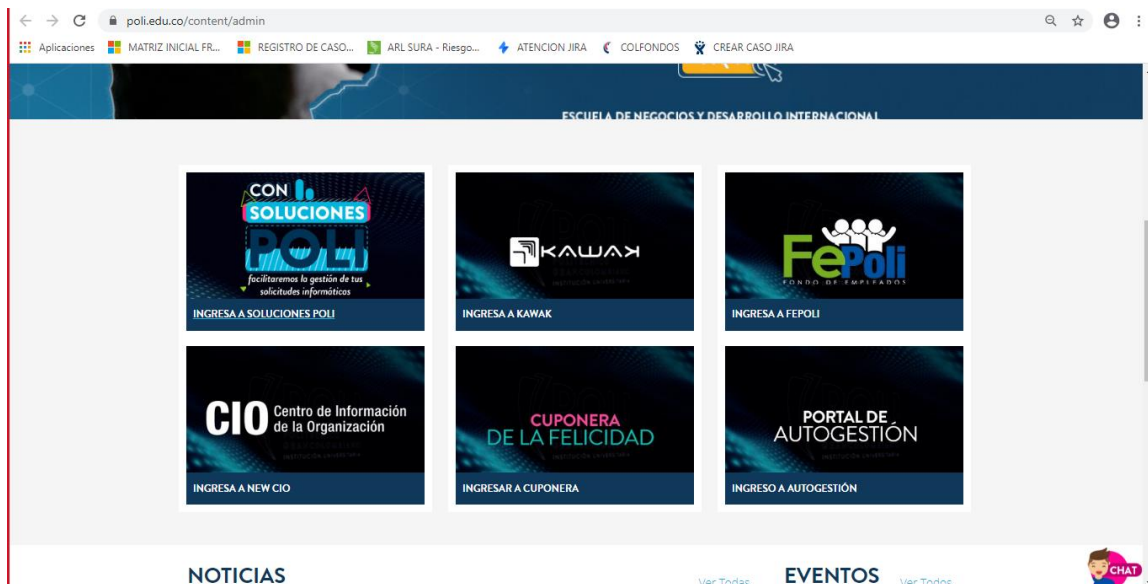 poli.edu.co/content/admin
Aplicaciones
MATRIZ INICIAL FR...
REGISTRO DE CASO...
ARL SURA - Riesgo...
ATENCION JIRA
COLFONDOS
CREAR CASO JIRA
ESCUELA DE NEGOCIOS Y DESARROLLO INTERNACIONAL
CON
SOLUCIONES
POLI
facilitaremos la gestión de tus
solicitudes informáticas
INGRESA A SOLUCIONES POLI
KAWAK
INGRESA A KAWAK
FePoli
FONDO DE EMPLEADOS
INGRESA A FEPOLI
CIO Centro de Información
de la Organización
INGRESA A NEW CIO
CUPONERA
DE LA FELICIDAD
INGRESAR A CUPONERA
PORTAL DE
AUTOGESTIÓN
INGRESO A AUTOGESTIÓN
NOTICIAS
Ver Todas
EVENTOS
Ver Todos
CHAT